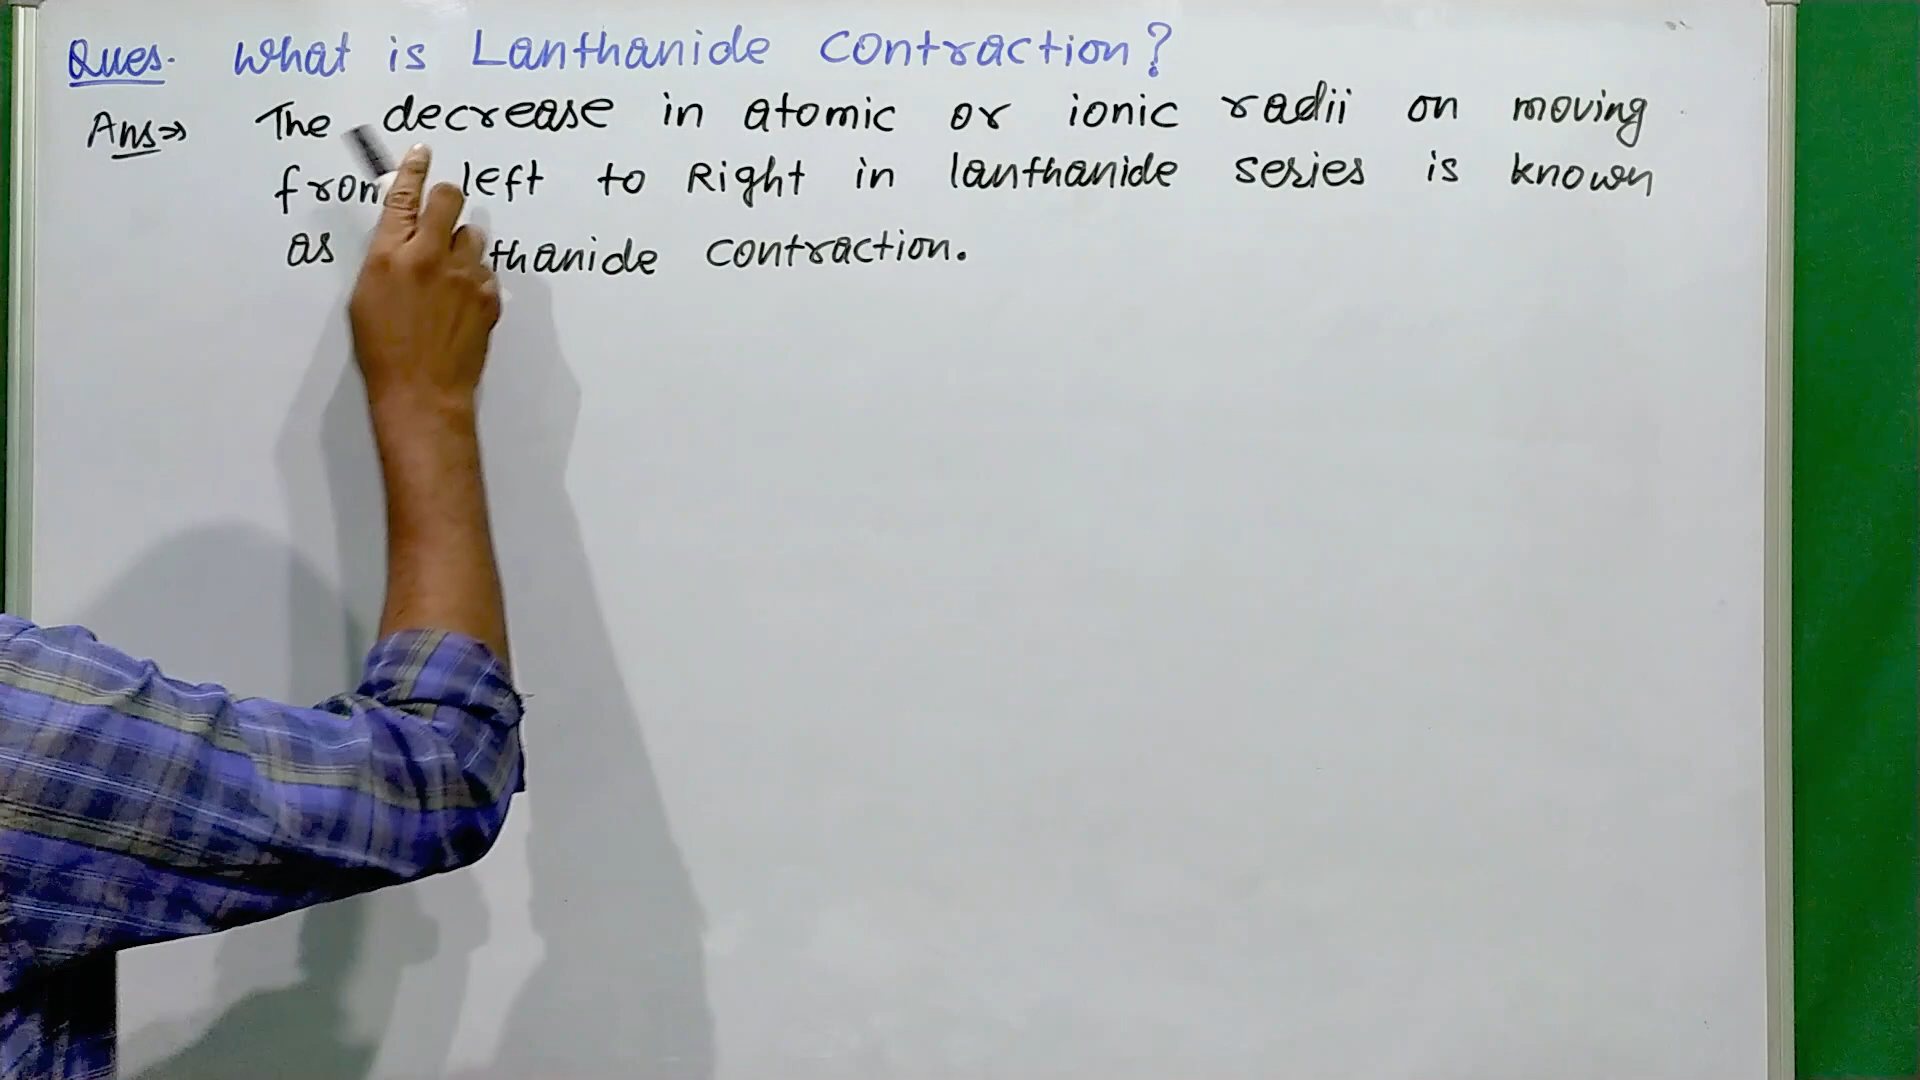 Ques. What is Lanthanide Contraction?
Ans⇒ The decrease in atomic or ionic radii on moving
from left to Right in lanthanide series is known
as thanide contraction.